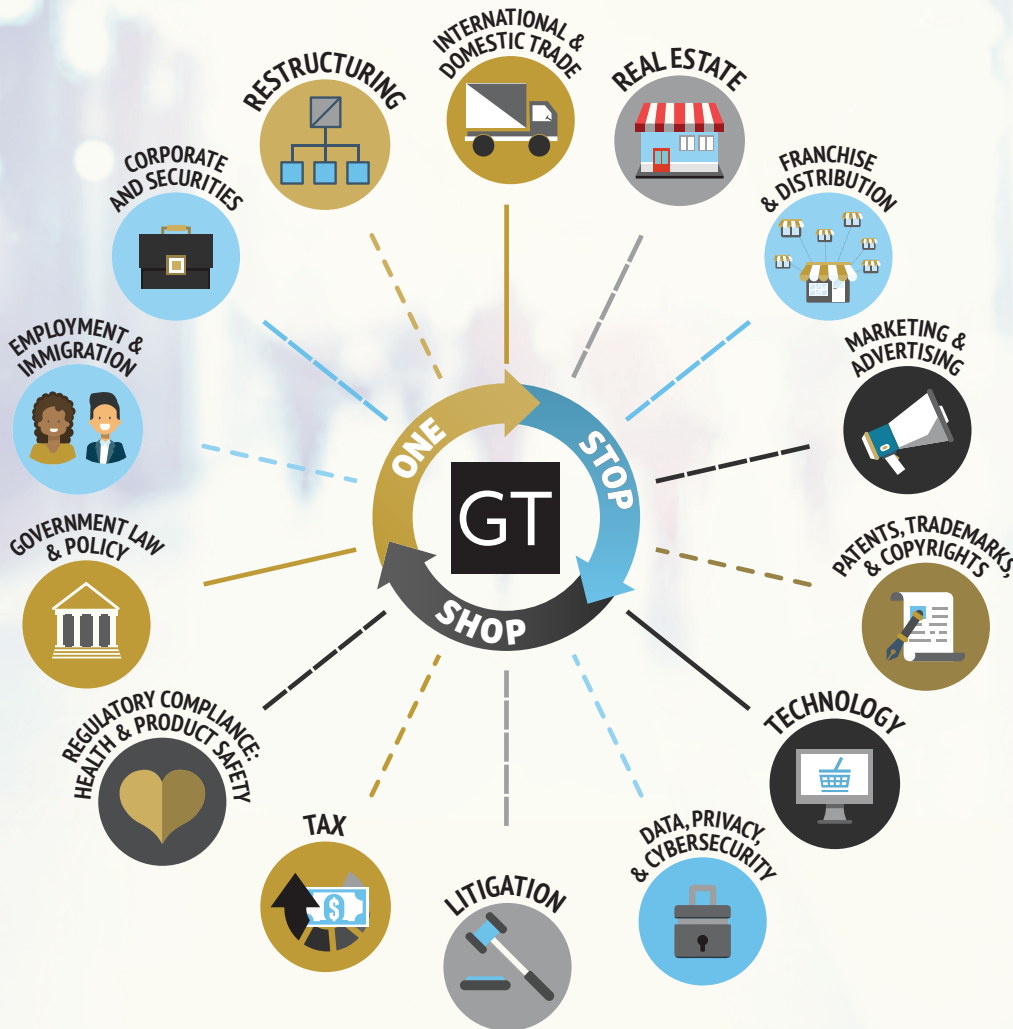 INTERNATIONAL &
DOMESTIC TRADE
REAL ESTATE
FRANCHISE
& DISTRIBUTION
MARKETING &
ADVERTISING
PATENTS, TRADEMARKS,
& COPYRIGHTS
TECHNOLOGY
DATA, PRIVACY,
& CYBERSECURITY
LITIGATION
TAX
REGULATORY COMPLIANCE:
HEALTH & PRODUCT SAFETY
GOVERNMENT LAW
& POLICY
EMPLOYMENT &
IMMIGRATION
CORPORATE
AND SECURITIES
RESTRUCTURING
ONE
STOP
SHOP
GT
$